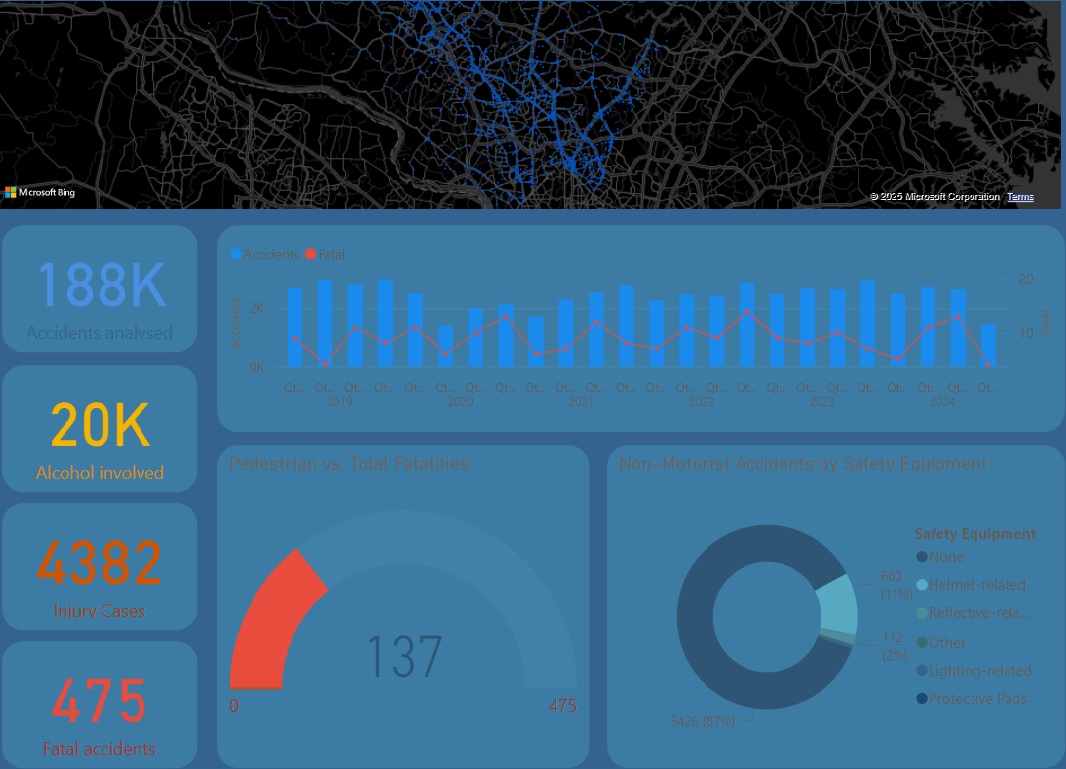 Microsoft Bing
© 2025 Microsoft Corporation Terms
188K
Accidents analysed
20K
Alcohol involved
4382
Injury Cases
475
Fatal accidents
Accidents Fatal
Accidents
2K
0K
20
10
Fatal
Qt... Qt... Qt... Qt... Qt... Qt... Qt... Qt... Qt... Qt... Qt... Qt... Qt... Qt... Qt... Qt... Qt... Qt... Qt... Qt... Qt... Qt... Qt... Qt...
2019 2020 2021 2022 2023 2024
Pedestrian vs. Total Fatalities
137
0
475
Non-Motorist Accidents by Safety Equipment
683
(11%)
112
(2%)
5426 (87%)
Safety Equipment
None
Helmet-related
Reflective-rela...
Other
Lighting-related
Protective Pads